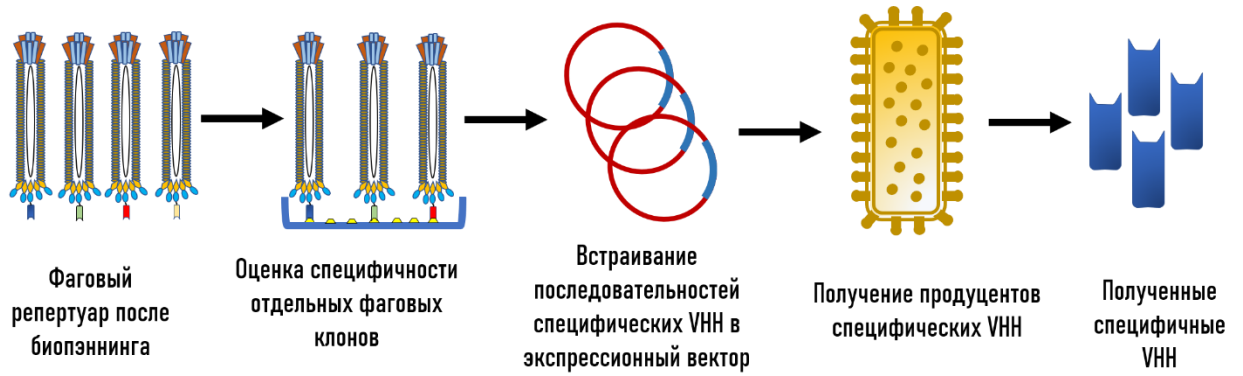 Фаговый
репертуар после
биопэннинга
Оценка специфичности
отдельных фаговых
клонов
Встраивание
последовательностей
специфических VHH в
экспрессионный вектор
Получение продуцентов
специфических VHH
Полученные
специфичные
VHH